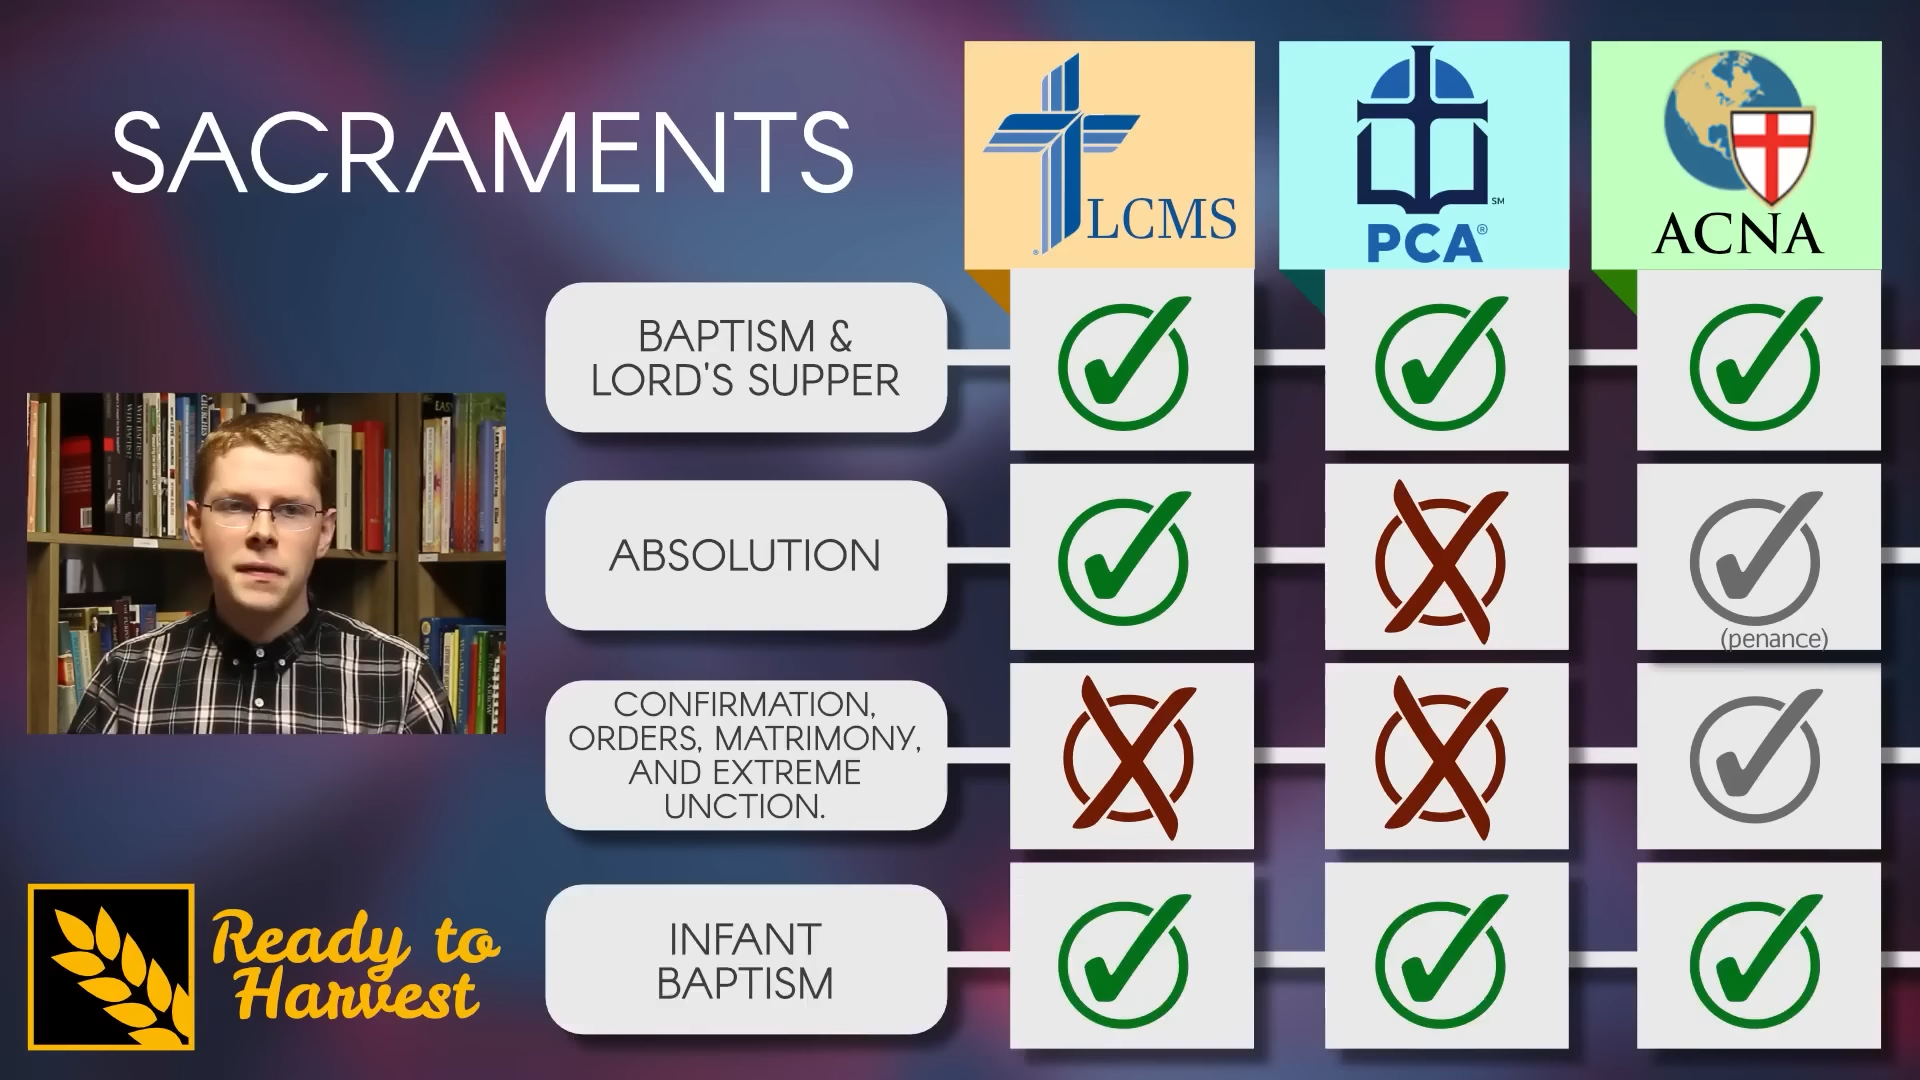 SACRAMENTS
LCMS
PCA®
SM
ACNA
BAPTISM &
LORD'S SUPPER
ABSOLUTION
(penance)
CONFIRMATION,
ORDERS, MATRIMONY,
AND EXTREME
UNCTION.
INFANT
BAPTISM
Ready to
Harvest